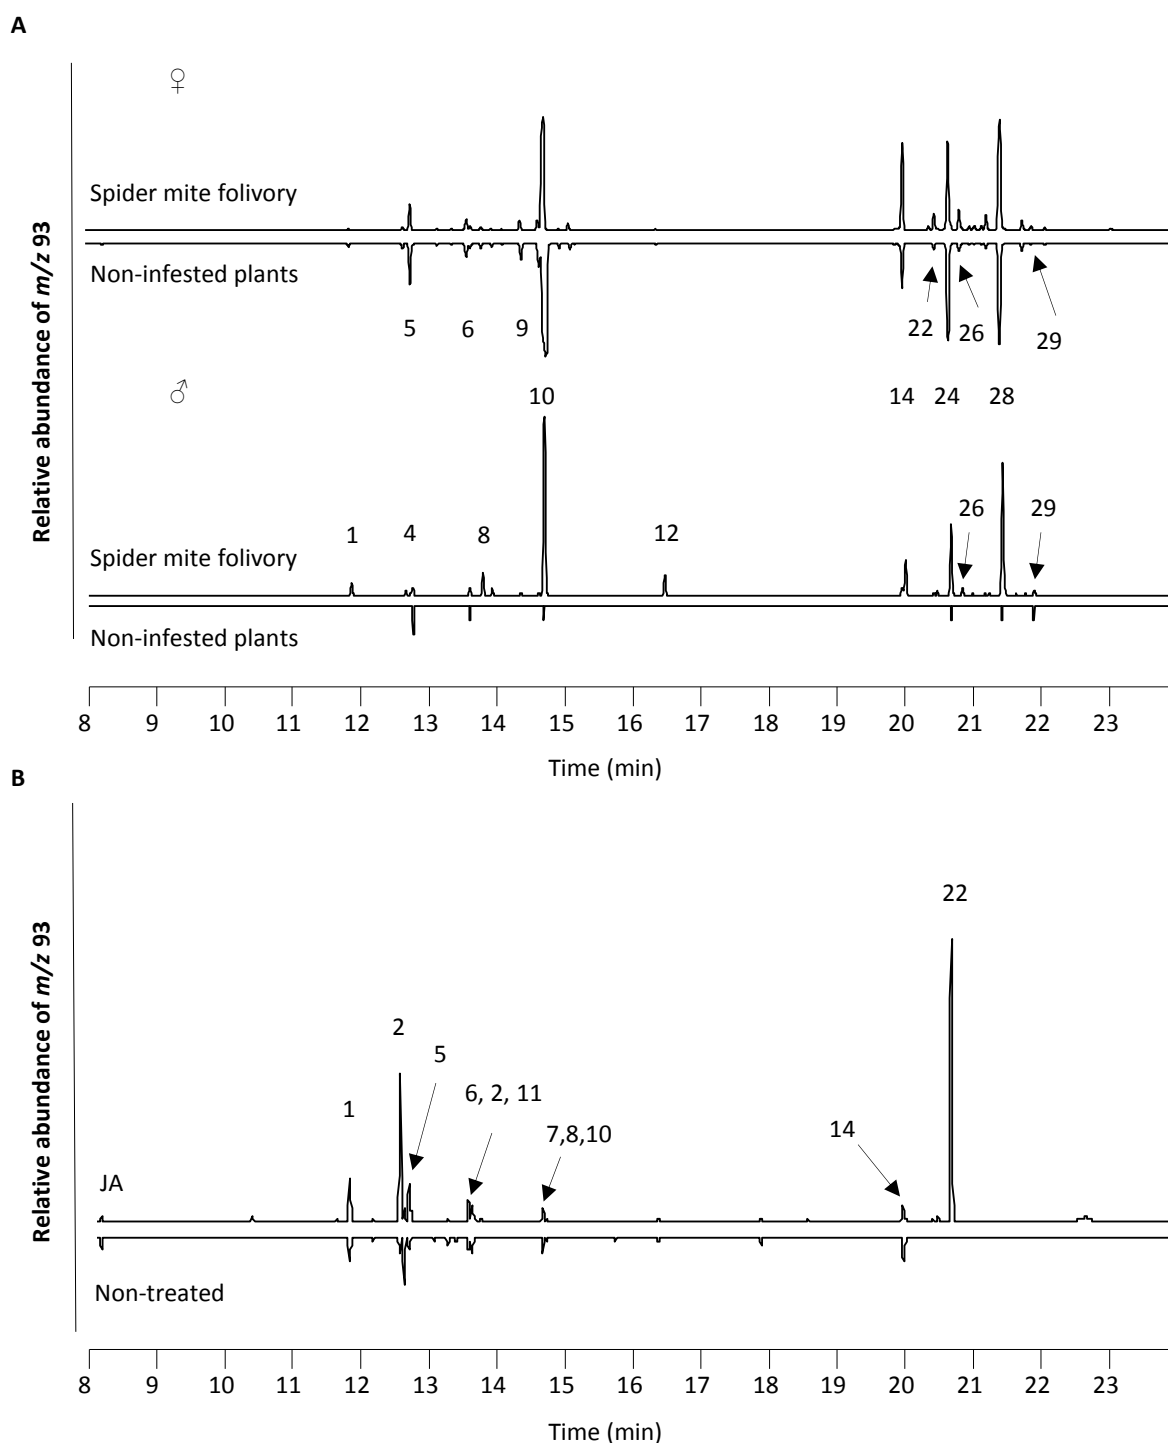 A
♀
Spider mite folivory
Non-infested plants
5 6 9 22 26 29
♂
10 14 24 28
1 4 8 12 26 29
Spider mite folivory
Non-infested plants
Relative abundance of m/z 93
8 9 10 11 12 13 14 15 16 17 18 19 20 21 22 23
Time (min)
B
22
2
5
1
6, 2, 11
7,8,10
14
JA
Non-treated
Relative abundance of m/z 93
8 9 10 11 12 13 14 15 16 17 18 19 20 21 22 23
Time (min)